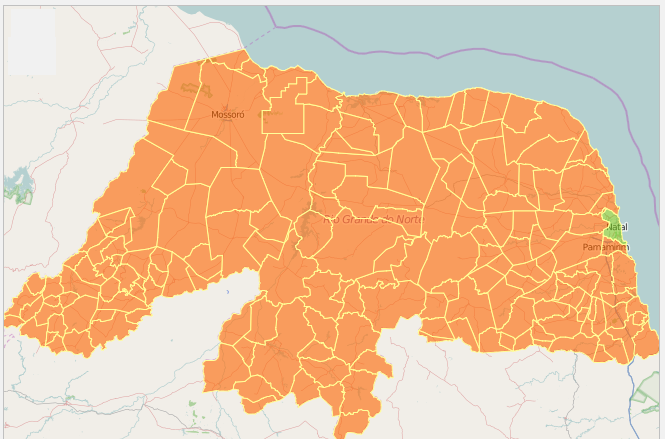 Mossoró
Rio Grande do Norte
Natal
Parnamirim